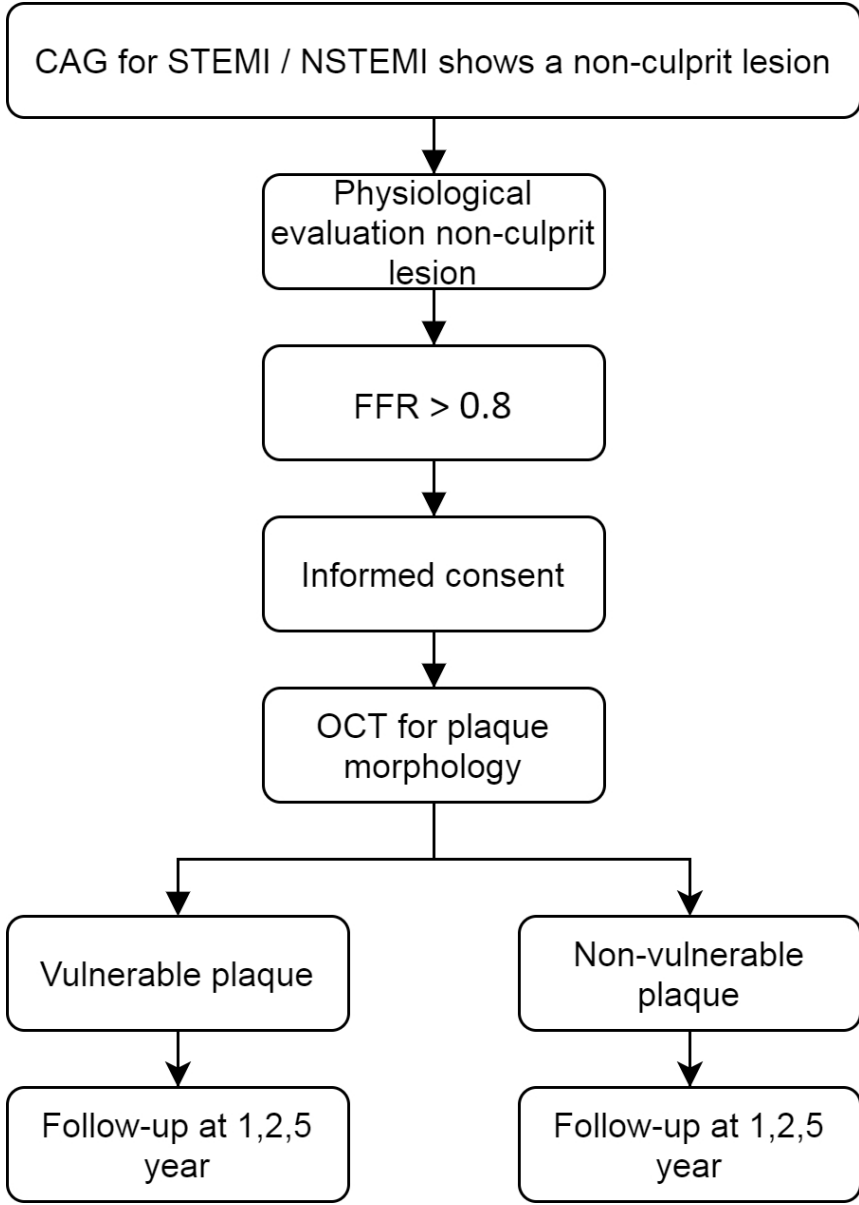 CAG for STEMI / NSTEMI shows a non-culprit lesion
Physiological
evaluation non-culprit
lesion
FFR > 0.8
Informed consent
OCT for plaque
morphology
Vulnerable plaque
Non-vulnerable
plaque
Follow-up at 1,2,5
year
Follow-up at 1,2,5
year